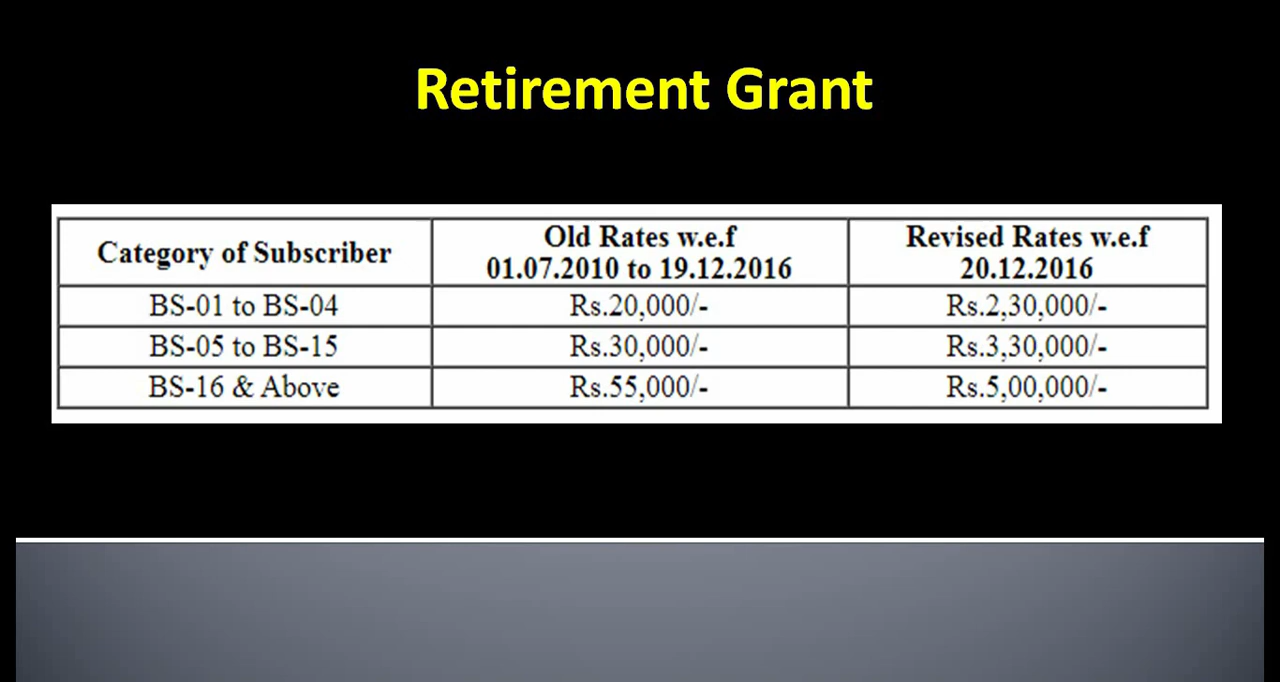 Retirement Grant
Category of Subscriber
Old Rates w.e.f
01.07.2010 to 19.12.2016
Revised Rates w.e.f
20.12.2016
BS-01 to BS-04 Rs.20,000/- Rs.2,30,000/-
BS-05 to BS-15 Rs.30,000/- Rs.3,30,000/-
BS-16 & Above Rs.55,000/- Rs.5,00,000/-